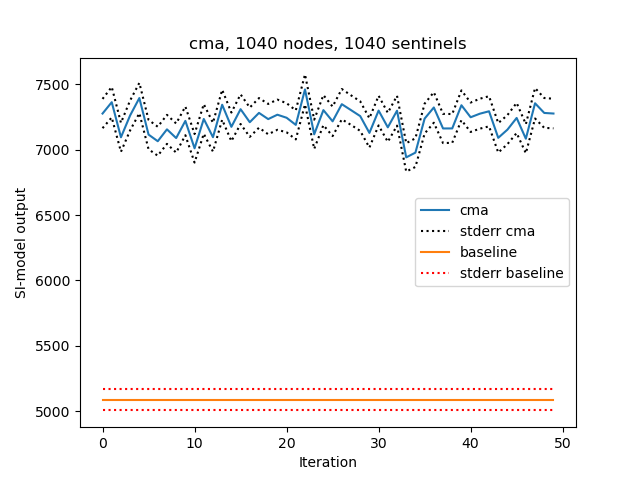 cma, 1040 nodes, 1040 sentinels
SI-model output
7500
7000
6500
6000
5500
5000
cma
stderr cma
baseline
stderr baseline
0
10
20
30
40
50
Iteration